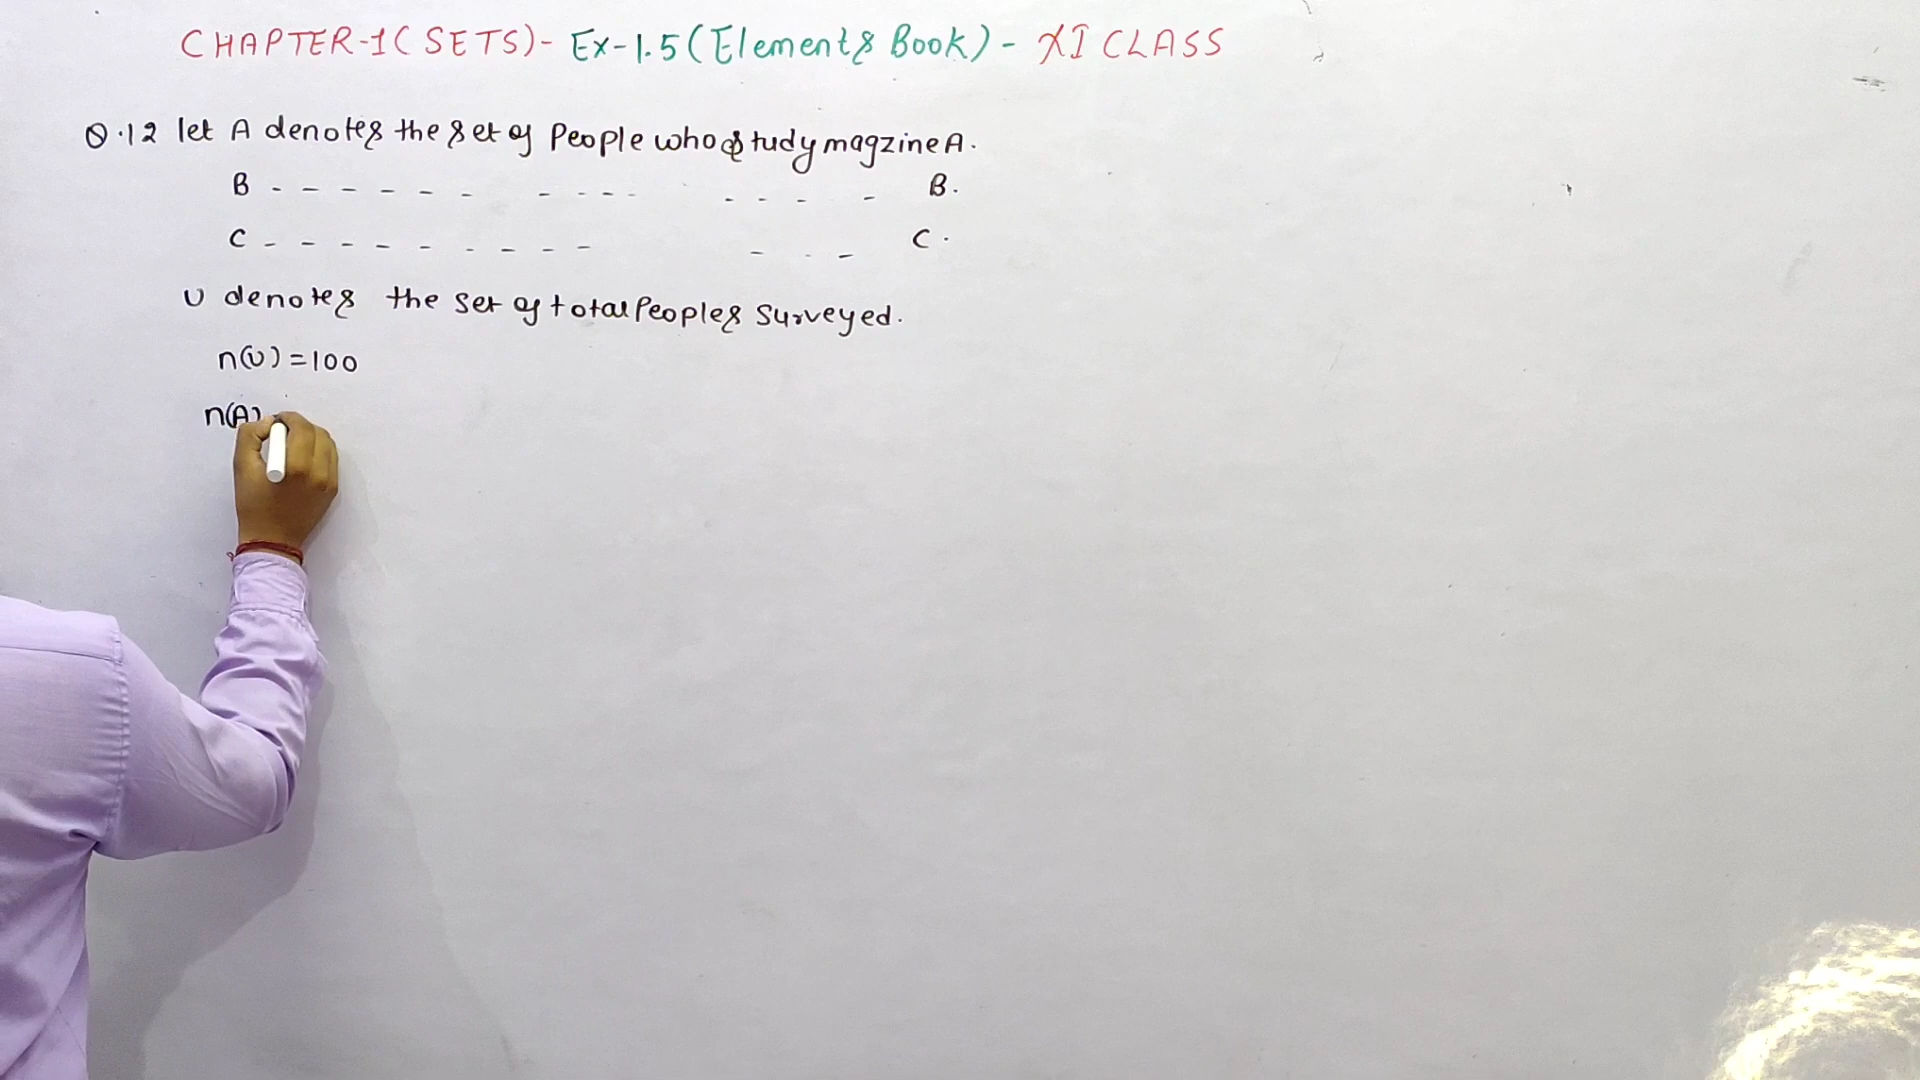 CHAPTER-1(SETS)- Ex-1.5(Elements Book)- XI CLASS
Q.12 let A denotes the set of People who study magzine A.
B - - - - - - - - - - - - - - B.
C - - - - - - - - - - - - C.
U denotes the set of total Peoples surveyed.
n(U) = 100
n(A)